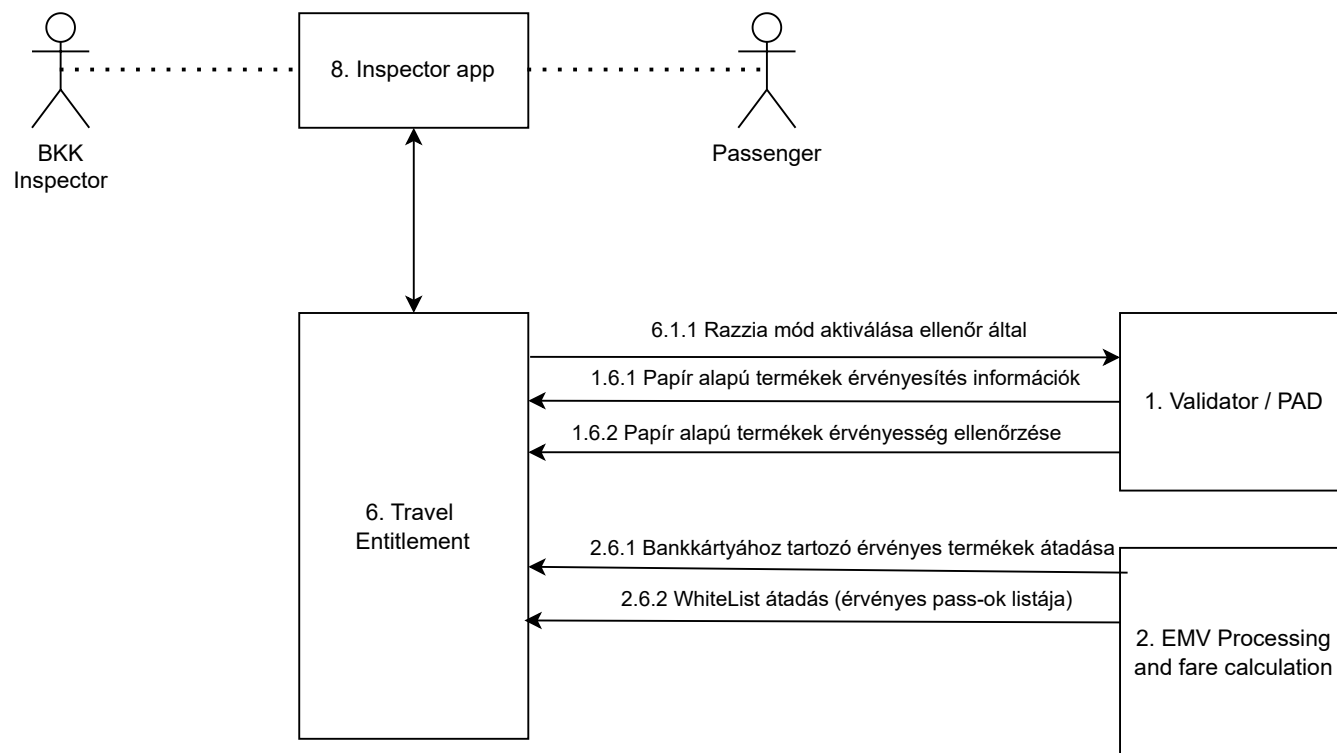 8. Inspector app
BKK
Inspector
Passenger
6.1.1 Razzia mód aktiválása ellenőr által
1.6.1 Papír alapú termékek érvényesítés információk
1. Validator / PAD
1.6.2 Papír alapú termékek érvényesség ellenőrzése
6. Travel
Entitlement
2.6.1 Bankkártyához tartozó érvényes termékek átadása
2.6.2 WhiteList átadás (érvényes pass-ok listája)
2. EMV Processing
and fare calculation